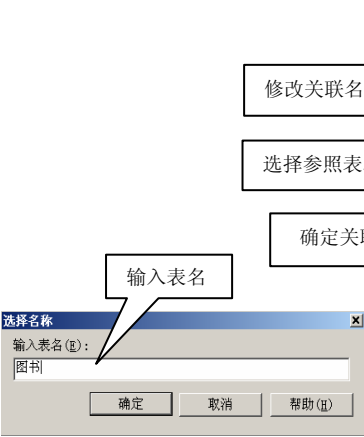 修改关联名
选择参照表
确定关
输入表名
选择名称
输入表名(E):
图书
确定
取消
帮助(H)